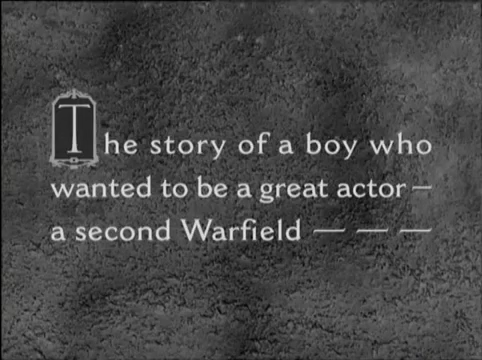 The story of a boy who
wanted to be a great actor —
a second Warfield — — —